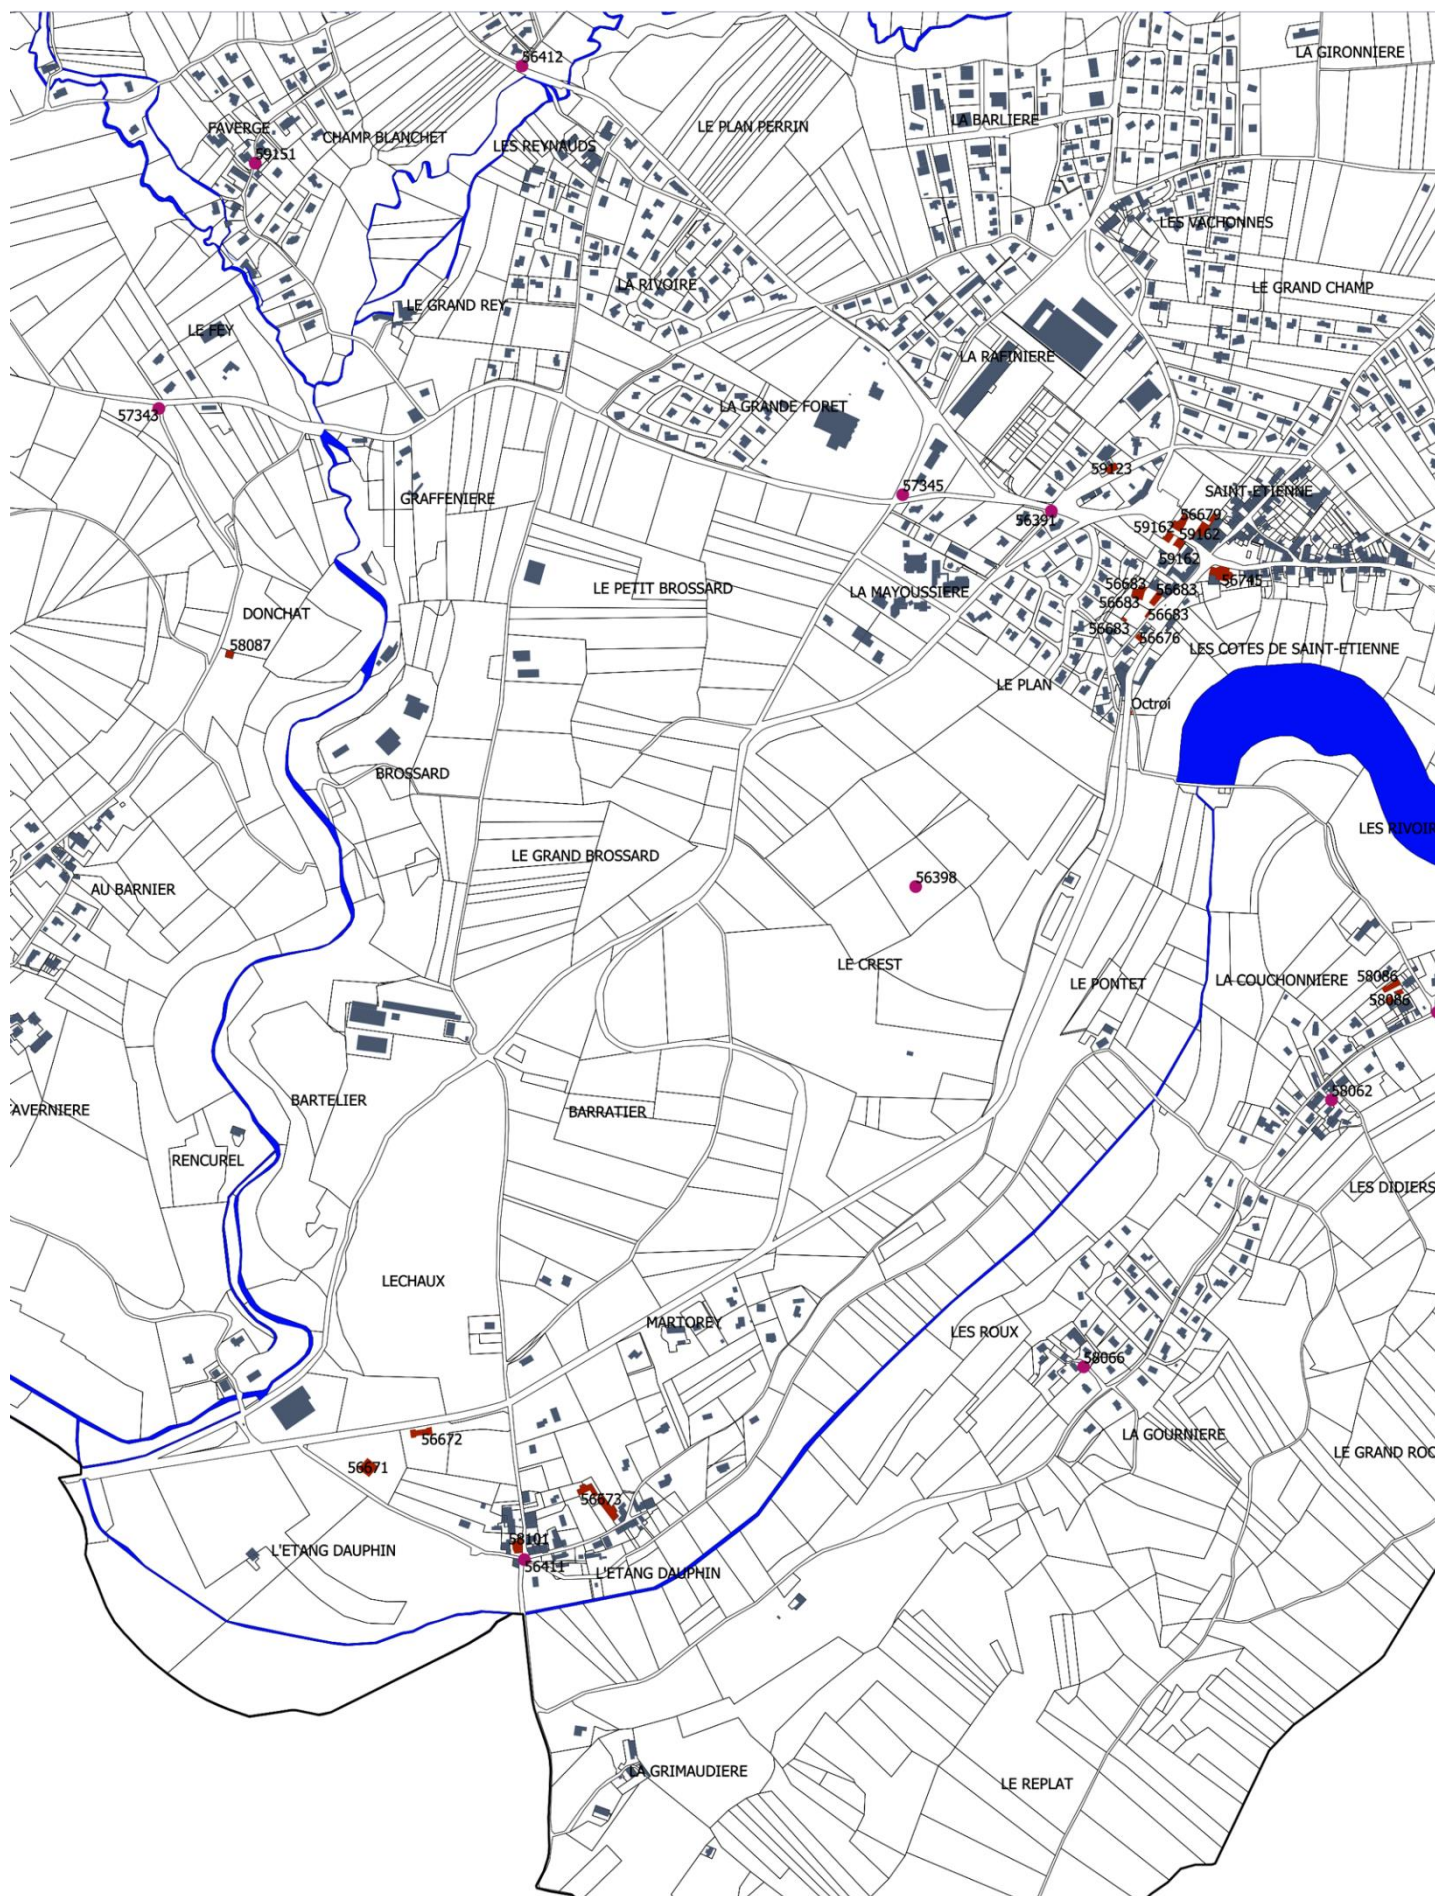 56412
LA GIRONNIERE
LA BARLIERE
LE PLAN PERRIN
FAVERGE
CHAMP BLANCHET
LES REYNAUDS
59151
LES VACHONNES
LA RIVOIRE
LE GRAND CHAMP
LE GRAND REY
LE FEY
LA RAFINIERE
LA GRANDE FORET
57343
59123
57345
SAINT-ETIENNE
GRAFFENIERE
56391
56679
59162
59162
59162
LE PETIT BROSSARD
LA MAYOUSSIERE
56745
56683
56683
56683
56683
DONCHAT
56683
58087
56676
LES COTES DE SAINT-ETIENNE
LE PLAN
Octroi
BROSSARD
LES RIVOIR
LE GRAND BROSSARD
56398
AU BARNIER
LE CREST
58086
LE PONTET
LA COUCHONNIERE
58086
58062
BARTELIER
AVERNIERE
BARRATIER
RENCUREL
LES DIDIERS
LECHAUX
MARTOREY
LES ROUX
58066
LA GOURNIERE
56672
LE GRAND ROC
56671
56673
58101
L'ETANG DAUPHIN
56411
L'ETANG DAUPHIN
LA GRIMAUDIERE
LE REPLAT